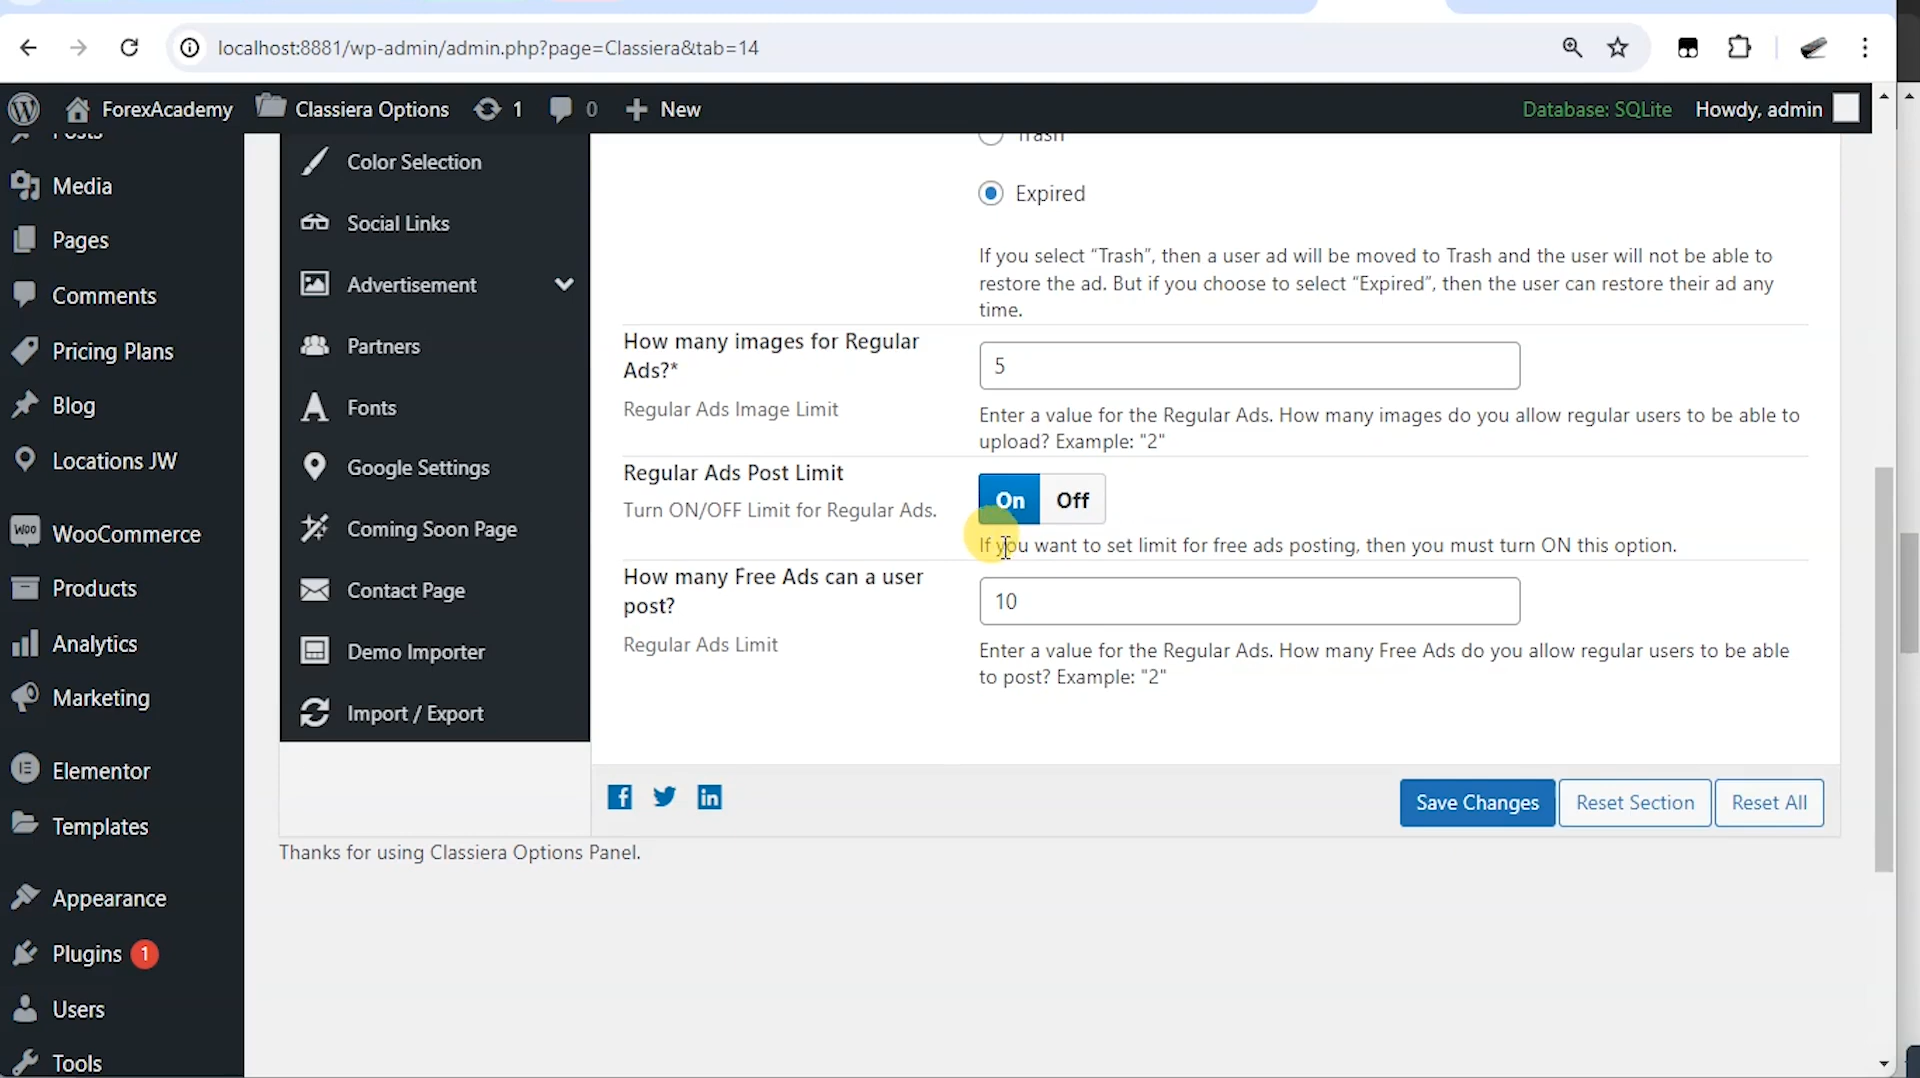 localhost:8881/wp-admin/admin.php?page=Classiera&tab=14
ForexAcademy
Classiera Options
1
0
New
Database: SQLite
Howdy, admin
Posts
Media
Pages
Comments
Pricing Plans
Blog
Locations JW
WooCommerce
Products
Analytics
Marketing
Elementor
Templates
Appearance
Plugins 1
Users
Tools
Color Selection
Social Links
Advertisement
Partners
Fonts
Google Settings
Coming Soon Page
Contact Page
Demo Importer
Import / Export
Trash
Expired
If you select “Trash”, then a user ad will be moved to Trash and the user will not be able to
restore the ad. But if you choose to select “Expired”, then the user can restore their ad any
time.
How many images for Regular
Ads?*
Regular Ads Image Limit
5
Enter a value for the Regular Ads. How many images do you allow regular users to be able to
upload? Example: "2"
Regular Ads Post Limit
Turn ON/OFF Limit for Regular Ads.
On
Off
If you want to set limit for free ads posting, then you must turn ON this option.
How many Free Ads can a user
post?
Regular Ads Limit
10
Enter a value for the Regular Ads. How many Free Ads do you allow regular users to be able
to post? Example: "2"
Save Changes
Reset Section
Reset All
Thanks for using Classiera Options Panel.